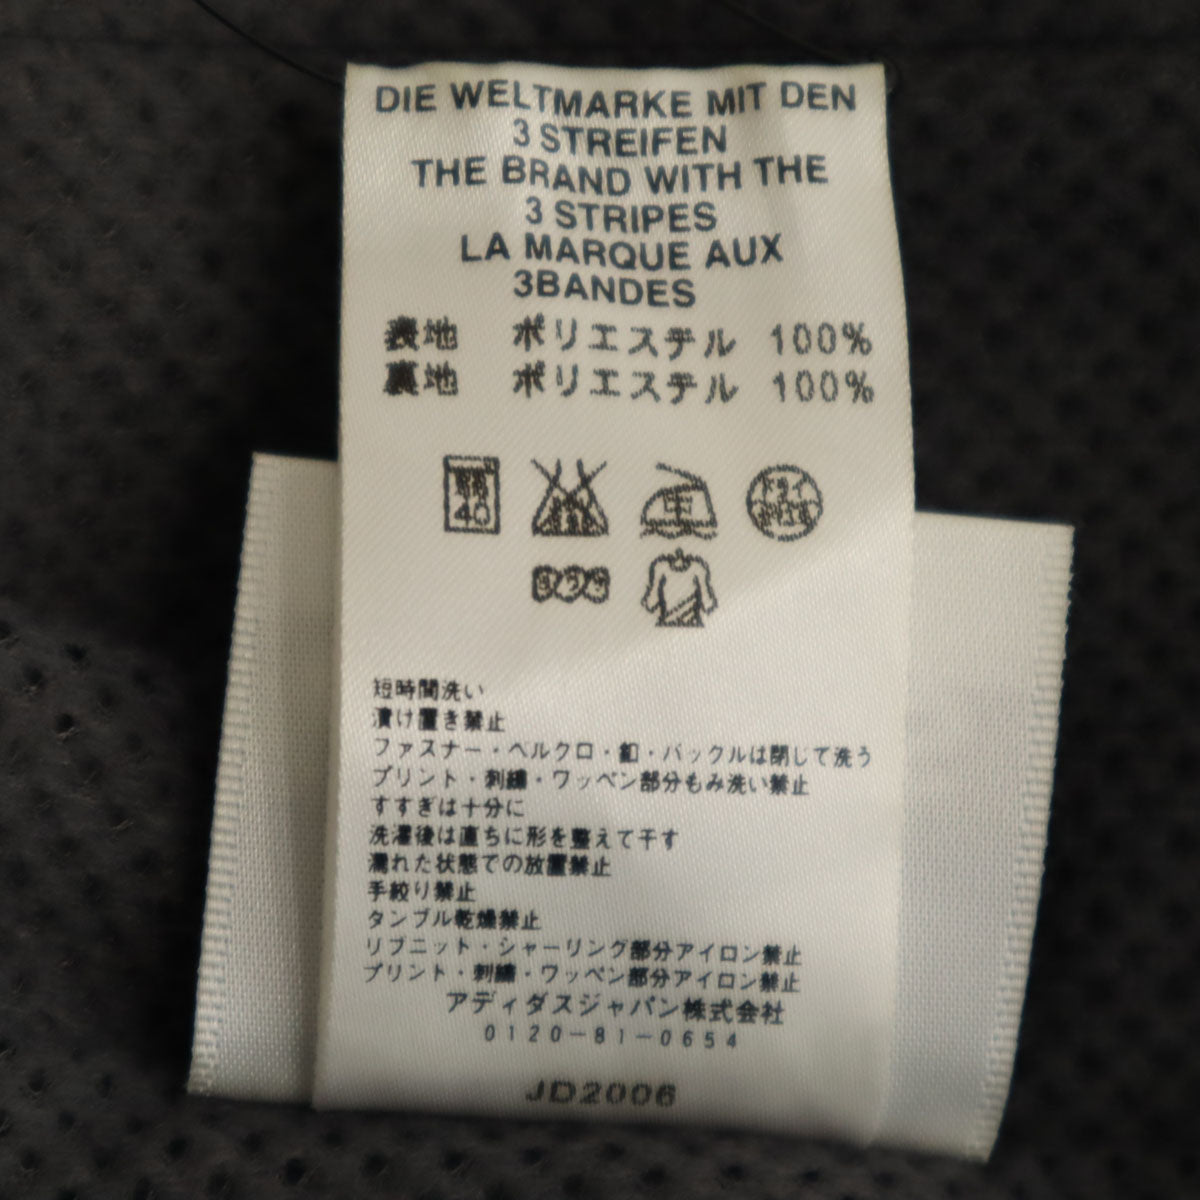 DIE WELTMARKE MIT DEN
3 STREIFEN
THE BRAND WITH THE
3 STRIPES
LA MARQUE AUX
3BANDES
表地 ポリエステル 100%
裏地 ポリエステル 100%
40 ドライ
短時間洗い
漬け置き禁止
ファスナー・ベルクロ・釦・バックルは閉じて洗う
プリント・刺繍・ワッペン部分もみ洗い禁止
すすぎは十分に
洗濯後は直ちに形を整えて干す
濡れた状態での放置禁止
手絞り禁止
タンブル乾燥禁止
リブニット・シャーリング部分アイロン禁止
プリント・刺繍・ワッペン部分アイロン禁止
アディダスジャパン株式会社
0120-81-0654
JD2006